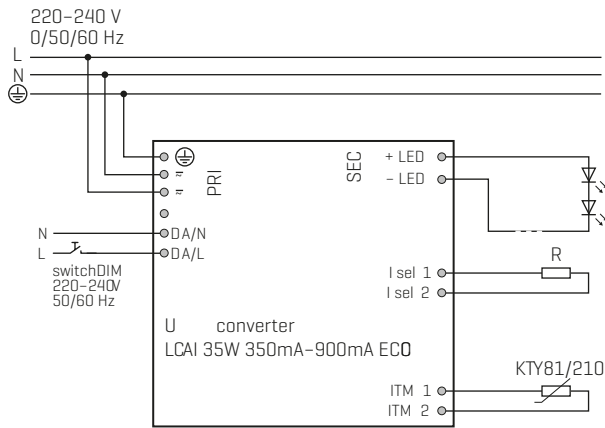 220–240 V
0/50/60 Hz
L
N
PRI
SEC
+ LED
– LED
N
DA/N
L
DA/L
switchDIM
220–240V
50/60 Hz
I sel 1
I sel 2
R
U converter
LCAI 35W 350mA–900mA ECO
KTY81/210
ITM 1
ITM 2